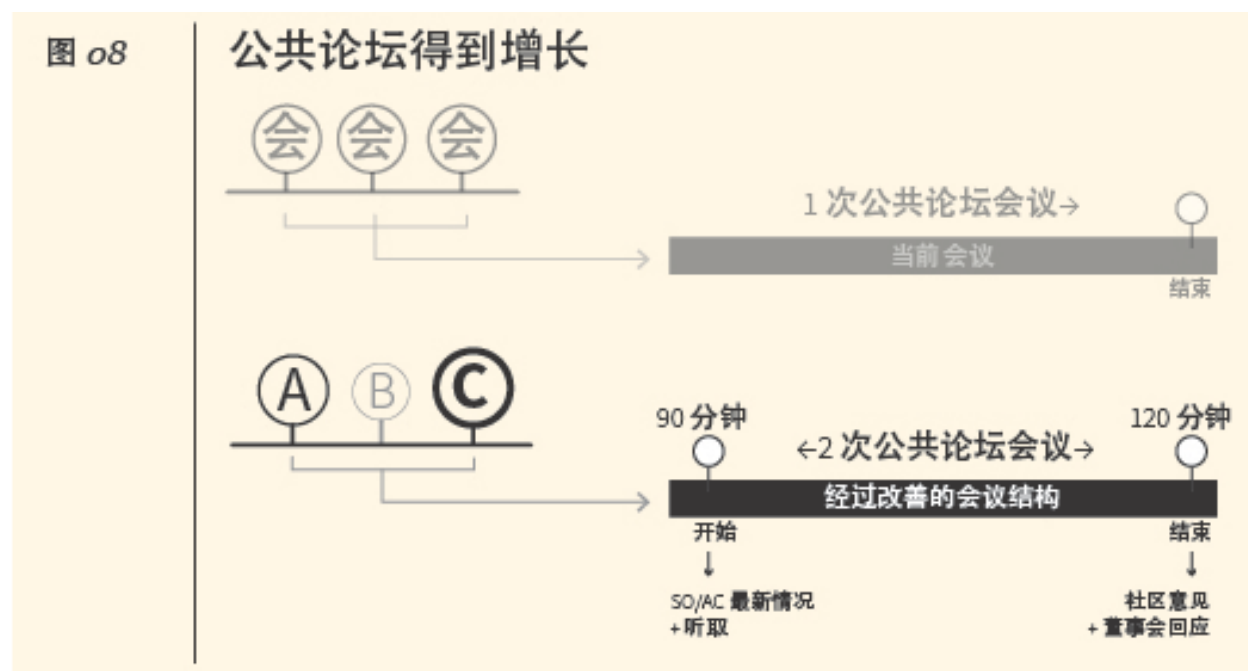 图 08
公共论坛得到增长
会 会 会
1 次公共论坛会议→
当前会议
结束
A B C
90 分钟
120 分钟
←2 次公共论坛会议→
经过改善的会议结构
开始
结束
↓
↓
SO/AC 最新情况
+ 听取
社区意见
+ 董事会回应